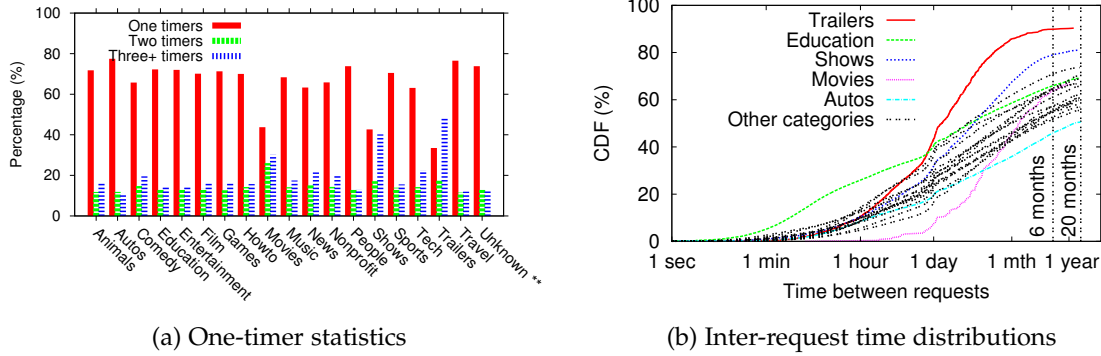 100
80
60
40
20
0
Percentage (%)
One timers
Two timers
Three+ timers
Animals
Autos
Comedy
Education
Entertainment
Film
Games
Howto
Movies
Music
News
Nonprofit
People
Shows
Sports
Tech
Trailers
Travel
Unknown **
(a) One-timer statistics
100
80
60
40
20
0
CDF (%)
Trailers
Education
Shows
Movies
Autos
Other categories
6 months
20 months
1 sec
1 min
1 hour
1 day
1 mth
1 year
Time between requests
(b) Inter-request time distributions